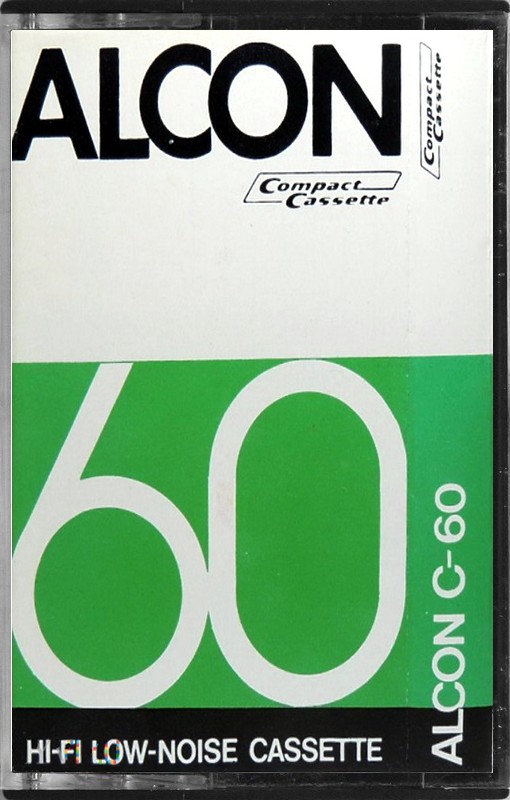 ALCON
Compact
Cassette
Compact
Cassette
60
ALCON C-60
HI-FI LOW-NOISE CASSETTE